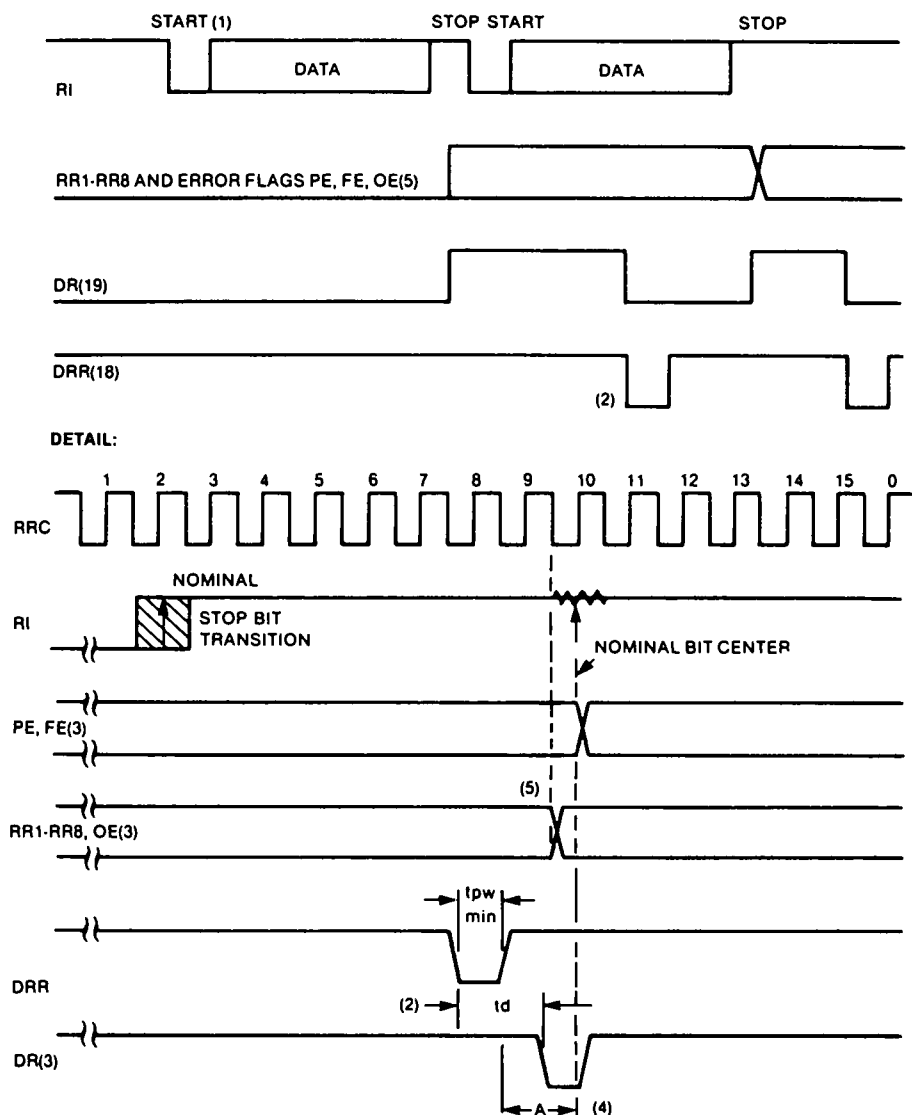 START (1) STOP START STOP
DATA DATA
RI
RR1-RR8 AND ERROR FLAGS PE, FE, OE(5)
DR(19)
DRR(18)
(2)
DETAIL:
1 2 3 4 5 6 7 8 9 10 11 12 13 14 15 0
RRC
NOMINAL
RI
STOP BIT
TRANSITION
NOMINAL BIT CENTER
PE, FE(3)
(5)
RR1-RR8, OE(3)
tpw
min
DRR
(2) td
DR(3)
A (4)